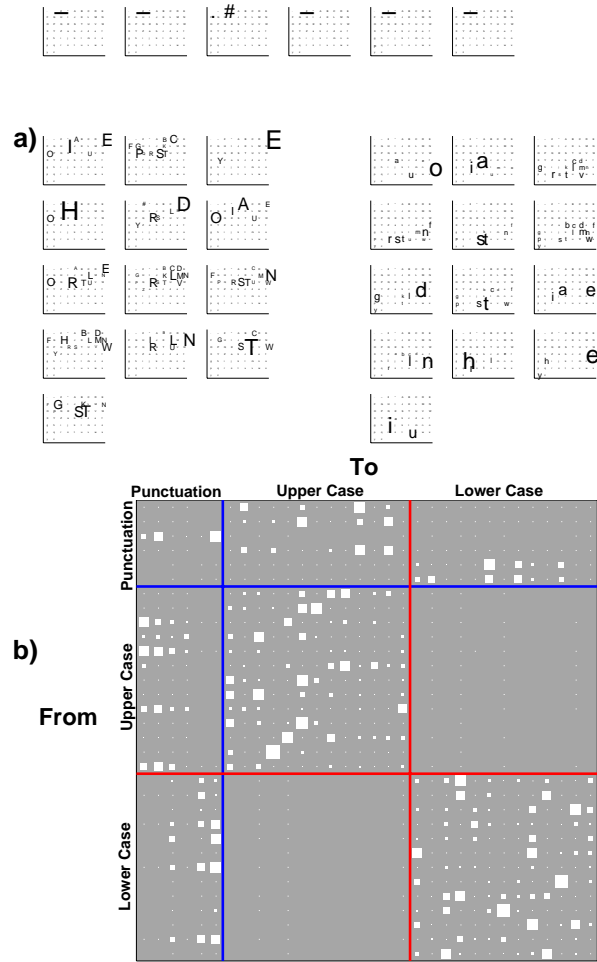 – – . # – – –
a) O I A U E F G P R S B K T C Y E a u o i a g r s t l c d m v
O H Y # R S L D O I A U E r s t u m n f s t n g p y s t b l i d m w f
O R A T L U E R S B K T L C D M V N F P R S T U C M W N g y l d g p s t c f w i a e
F H Y R S B L D M N W L R U L N G S T C W l n h l h y e
G S K T N i u
To
Punctuation Upper Case Lower Case
Punctuation
b) Upper Case
From
Lower Case